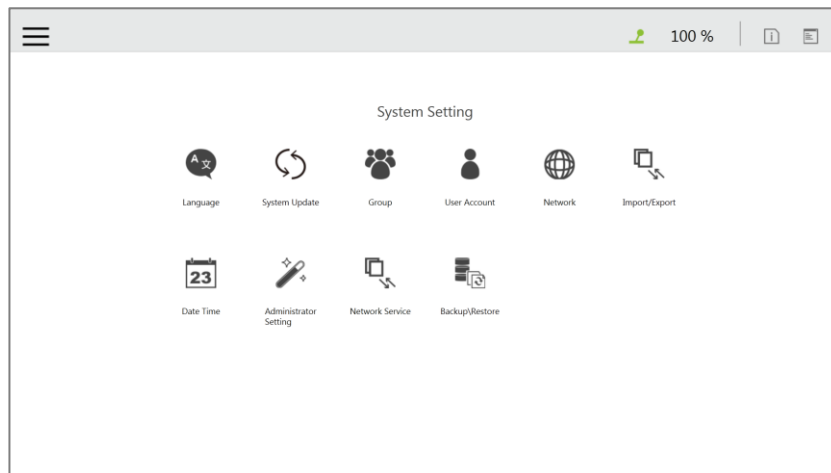 100 %
System Setting
A 文
Language
System Update
Group
User Account
Network
Import/Export
23
Date Time
Administrator
Setting
Network Service
Backup\Restore